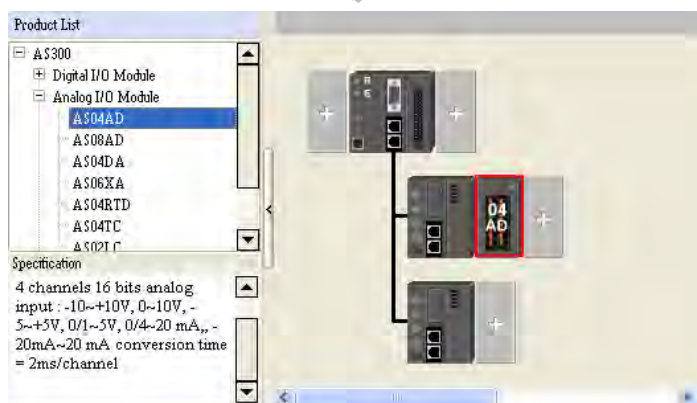 Product List
AS300
Digital I/O Module
Analog I/O Module
AS04AD
AS08AD
AS04DA
AS06XA
AS04RTD
AS04TC
AS02LC
Specification
4 channels 16 bits analog
input : -10~+10V, 0~10V, -
5~+5V, 0/1~5V, 0/4~20 mA,, -
20mA~20 mA conversion time
= 2ms/channel
04
AD